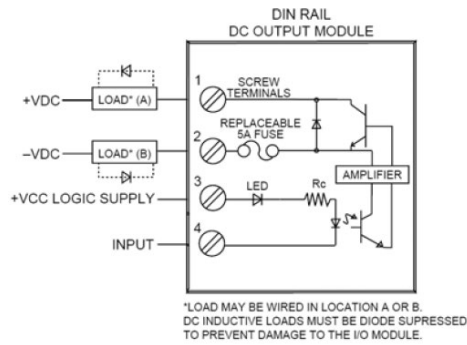 DIN RAIL
DC OUTPUT MODULE
1
SCREW
TERMINALS
+VDC
LOAD* (A)
REPLACEABLE
5A FUSE
2
–VDC
LOAD* (B)
AMPLIFIER
3
+VCC LOGIC SUPPLY
LED
Rc
4
INPUT
*LOAD MAY BE WIRED IN LOCATION A OR B.
DC INDUCTIVE LOADS MUST BE DIODE SUPRESSED
TO PREVENT DAMAGE TO THE I/O MODULE.